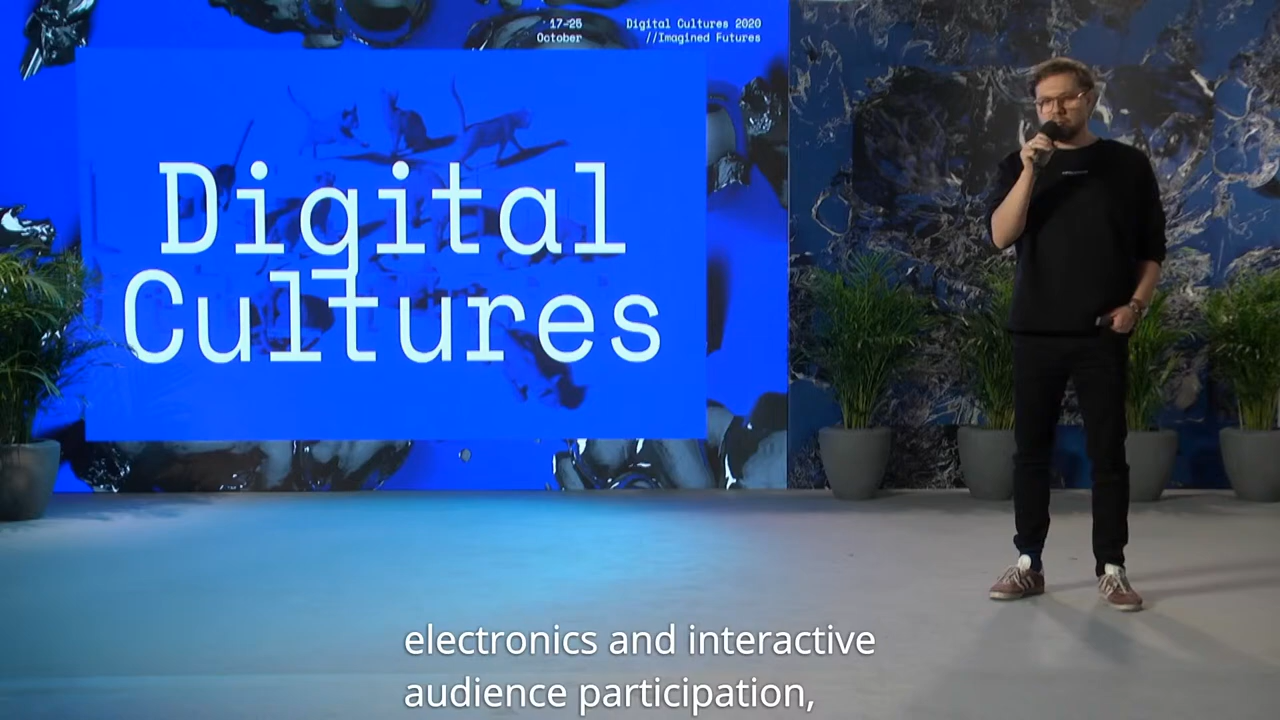 17–25
October
Digital Cultures 2020
//Imagined Futures
Digital
Cultures
electronics and interactive
audience participation,